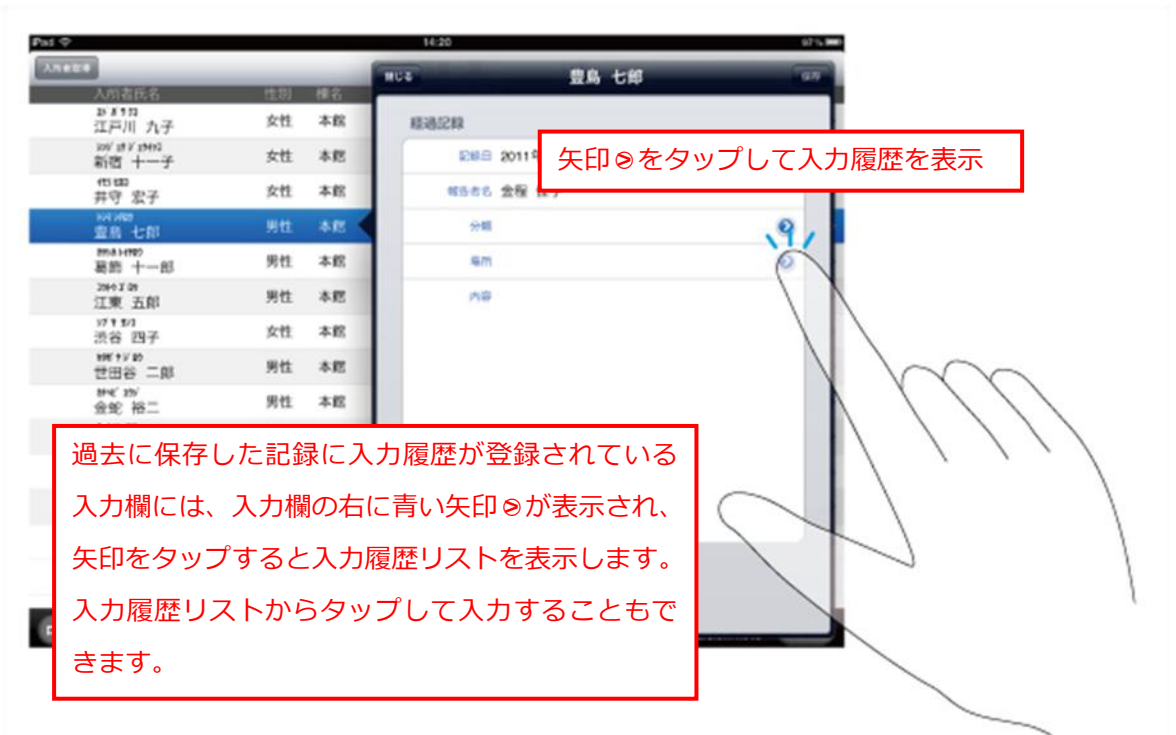 iPad
14:20
97%
入所者取得
閉じる
豊島 七郎
保存
入所者氏名 性別 棟名
江戸川 九子 女性 本館
新宿 十一子 女性 本館
井守 宏子 女性 本館
豊島 七郎 男性 本館
葛飾 十一郎 男性 本館
江東 五郎 男性 本館
渋谷 四子 女性 本館
世田谷 二郎 男性 本館
金蛇 裕二 男性 本館
経過記録
記録日 2011年
報告者名 金程
分類
場所
内容
矢印⊗をタップして入力履歴を表示
過去に保存した記録に入力履歴が登録されている
入力欄には、入力欄の右に青い矢印⊗が表示され、
矢印をタップすると入力履歴リストを表示します。
入力履歴リストからタップして入力することもで
きます。